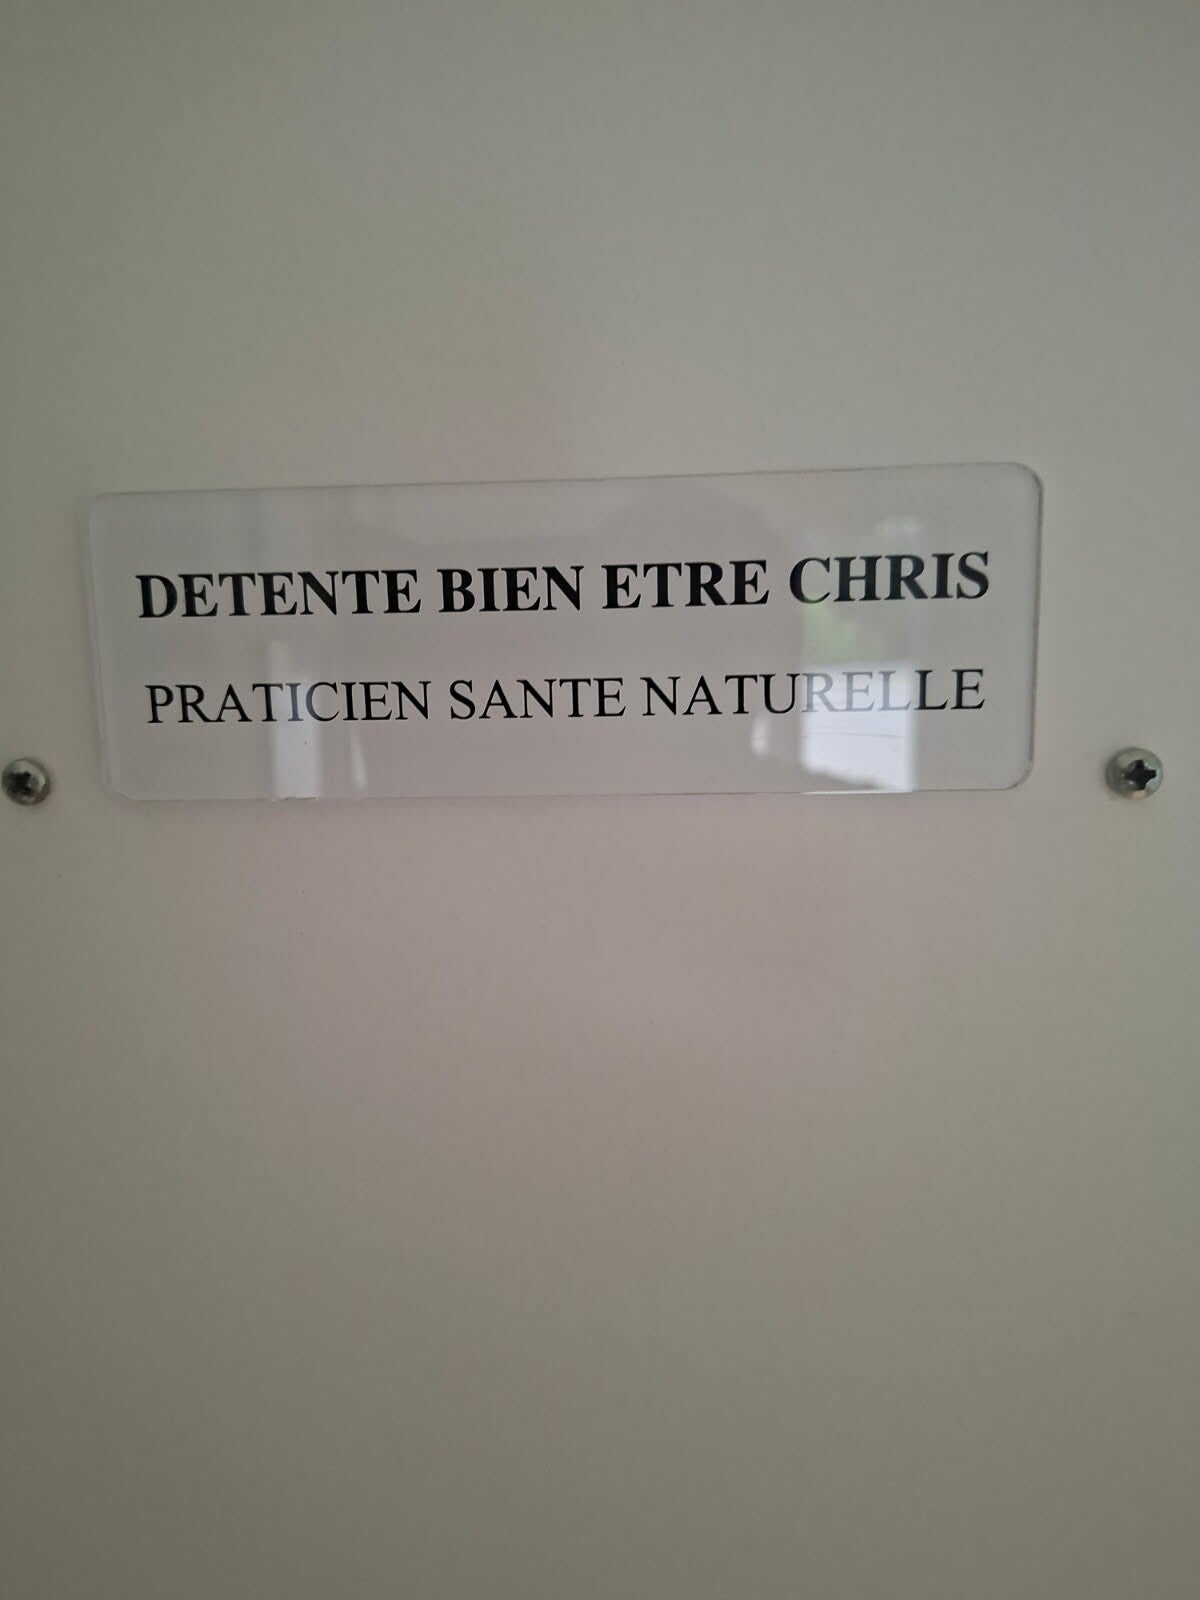 DETENTE BIEN ETRE CHRIS
PRATICIEN SANTE NATURELLE